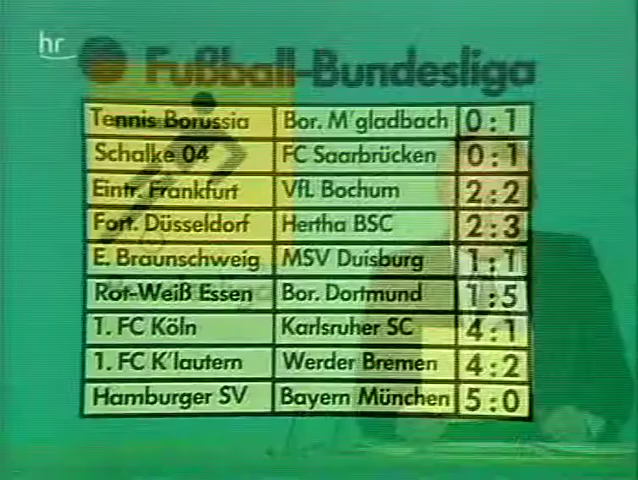 hr
Fußball-Bundesliga
Tennis Borussia Bor. M'gladbach 0:1
Schalke 04 FC Saarbrücken 0:1
Eintr. Frankfurt VfL Bochum 2:2
Fort. Düsseldorf Hertha BSC 2:3
E. Braunschweig MSV Duisburg 1:1
Rot-Weiß Essen Bor. Dortmund 1:5
1. FC Köln Karlsruher SC 4:1
1. FC K'lautern Werder Bremen 4:2
Hamburger SV Bayern München 5:0